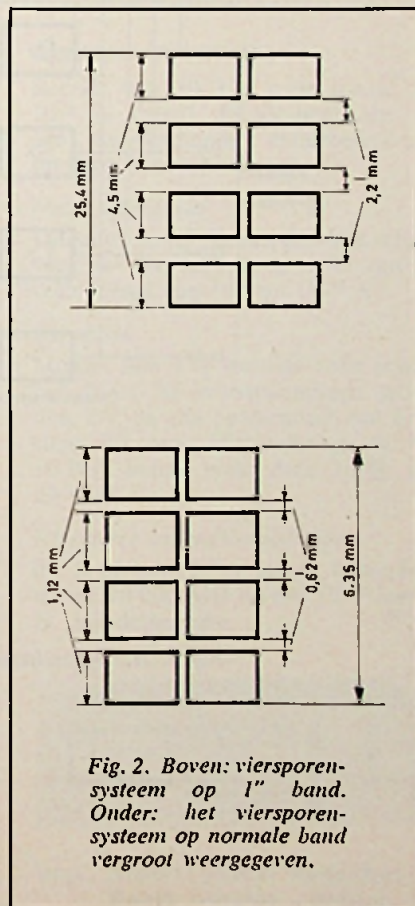 25,4 mm
4,5 mm
2,2 mm
1,12 mm
0,62 mm
6,35 mm
Fig. 2. Boven: viersporen-
systeem op 1" band.
Onder: het viersporen-
systeem op normale band
vergroot weergegeven.